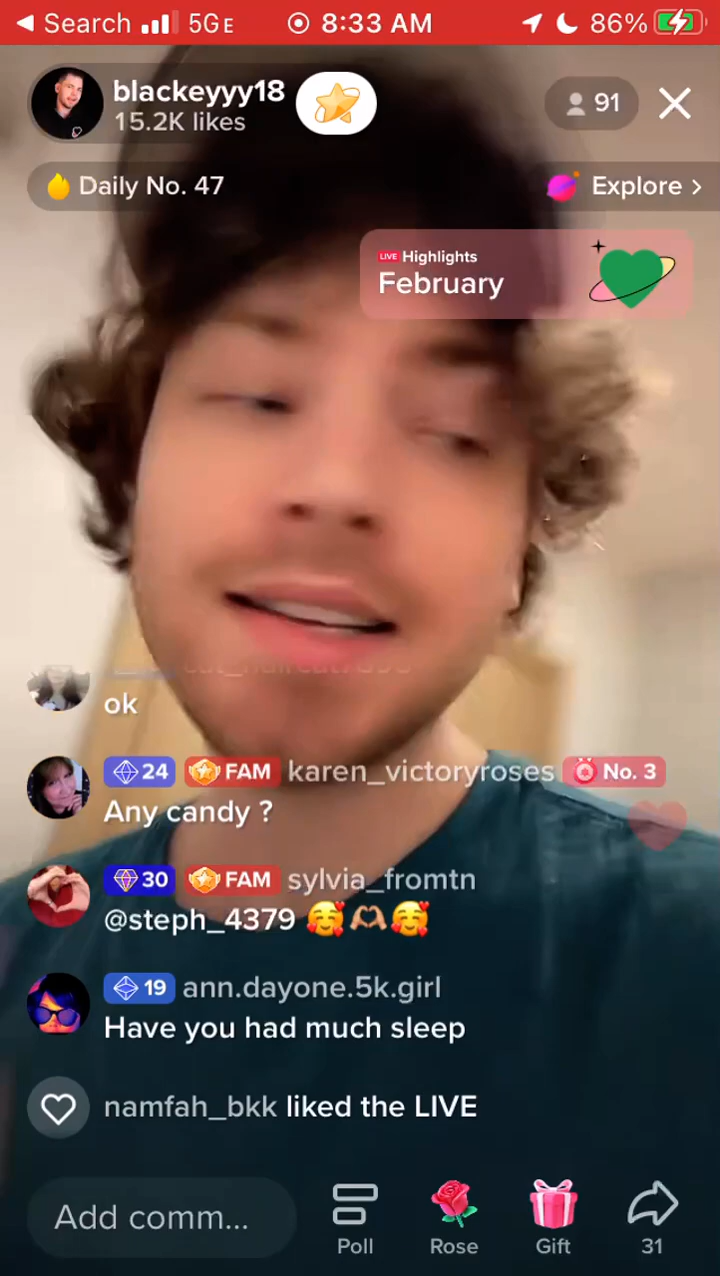 Search 5GE 8:33 AM 86%
blackeyyy18
15.2K likes
91
Daily No. 47
Explore >
LIVE Highlights
February
ok
24 FAM karen_victoryroses No. 3
Any candy ?
30 FAM sylvia_fromtn
@steph_4379 🥰🫶🏼🥰
19 ann.dayone.5k.girl
Have you had much sleep
namfah_bkk liked the LIVE
Add comm...
Poll
Rose
Gift
31